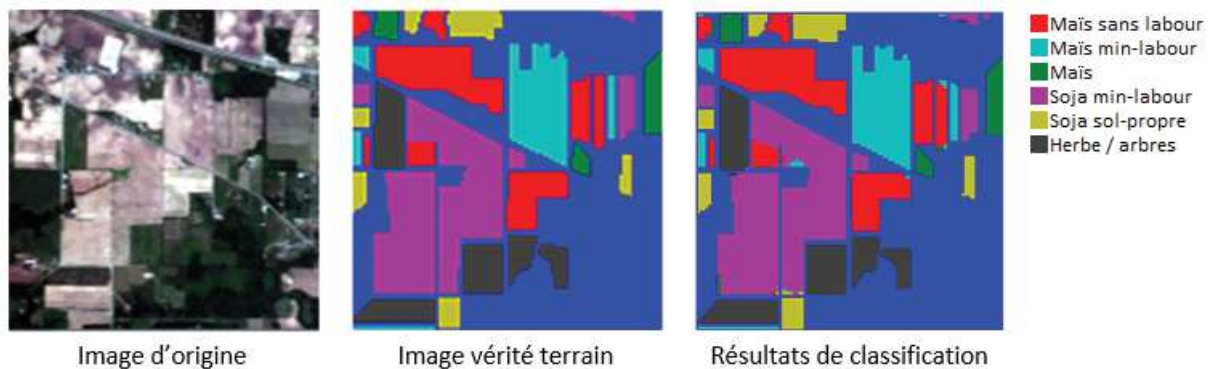 Maïs sans labour
Maïs min-labour
Maïs
Soja min-labour
Soja sol-propre
Herbe / arbres
Image d'origine
Image vérité terrain
Résultats de classification